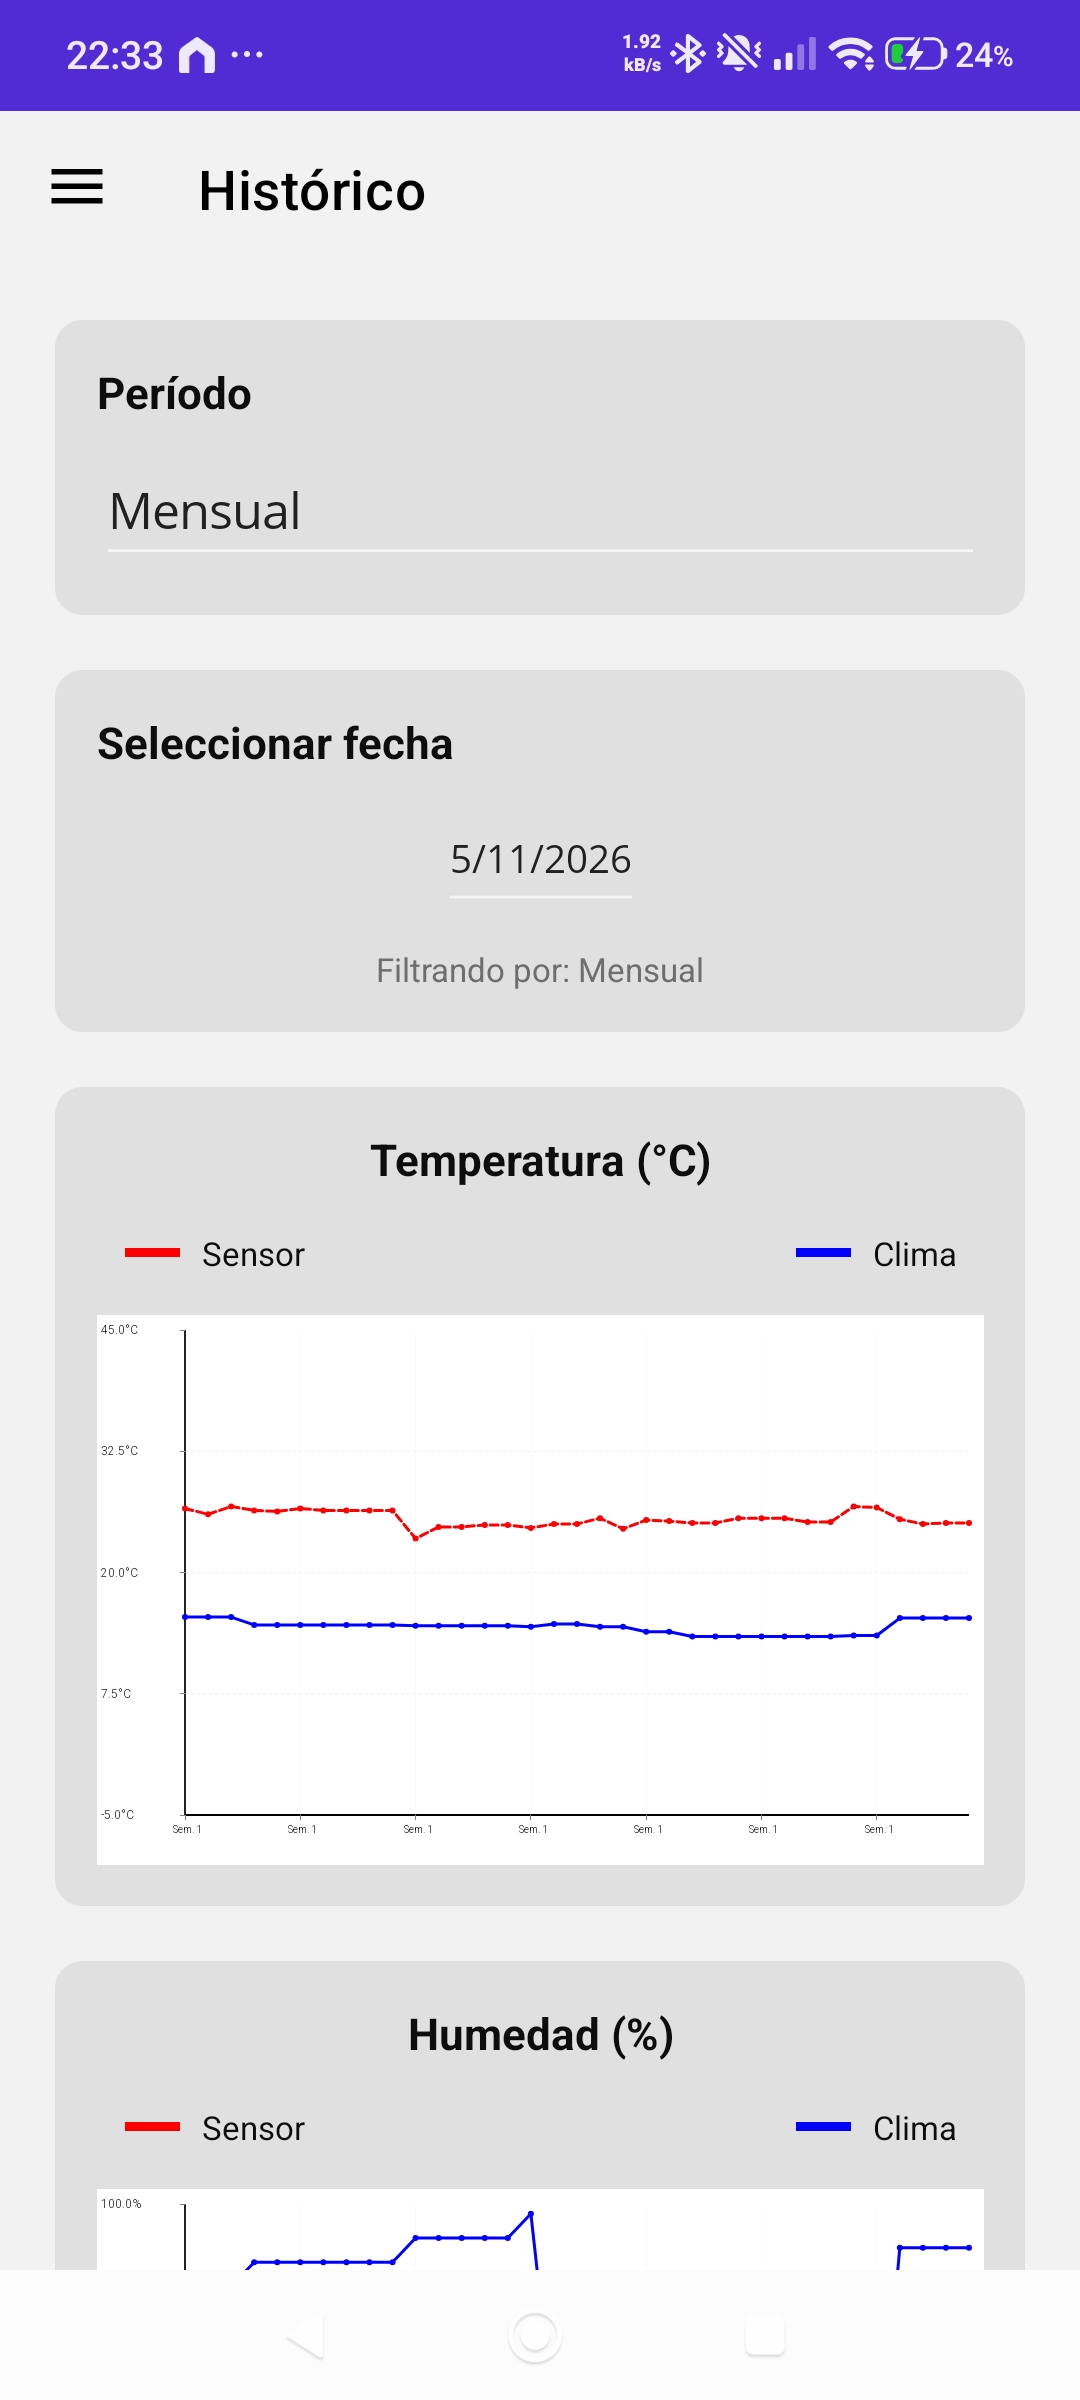 22:33 ... 1.92 kB/s 24%
Histórico
Período
Mensual
Seleccionar fecha
5/11/2026
Filtrando por: Mensual
Temperatura (°C)
Sensor Clima
45.0°C
32.5°C
20.0°C
7.5°C
-5.0°C
Sem. 1 Sem. 1 Sem. 1 Sem. 1 Sem. 1 Sem. 1 Sem. 1
Humedad (%)
Sensor Clima
100.0%